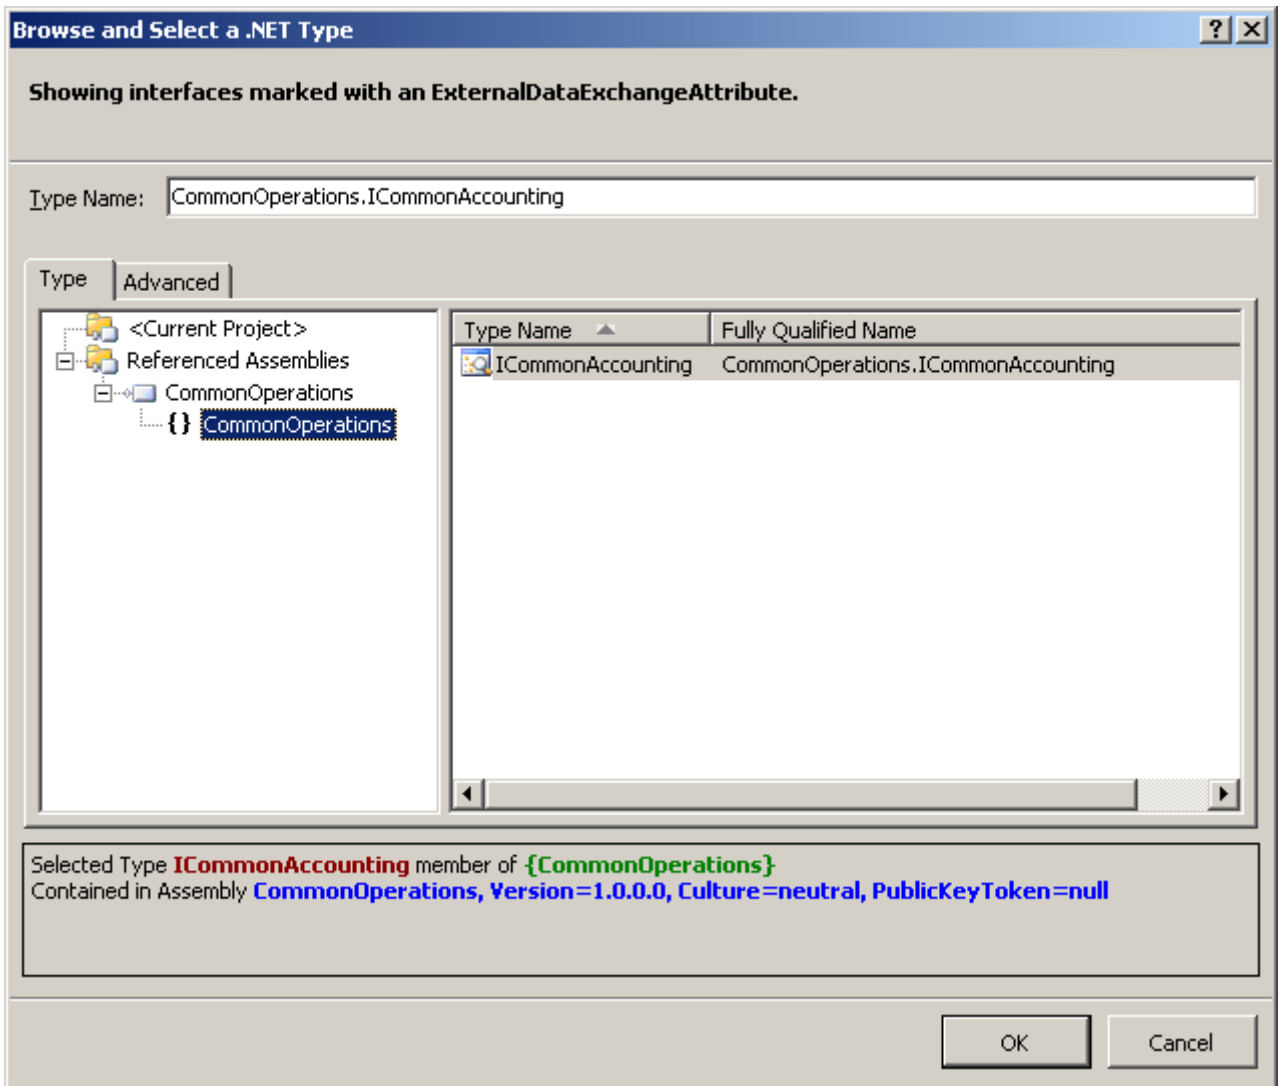 Browse and Select a .NET Type
Showing interfaces marked with an ExternalDataExchangeAttribute.
Type Name: CommonOperations.ICommonAccounting
Type Advanced
<Current Project>
Referenced Assemblies
CommonOperations
{} CommonOperations
Type Name Fully Qualified Name
ICommonAccounting CommonOperations.ICommonAccounting
Selected Type ICommonAccounting member of {CommonOperations}
Contained in Assembly CommonOperations, Version=1.0.0.0, Culture=neutral, PublicKeyToken=null
OK Cancel